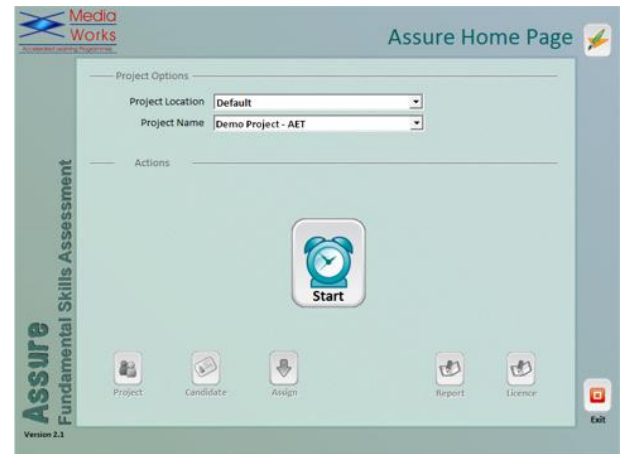 Media
Works
Accelerated Learning Programme
Assure Home Page
Project Options
Project Location Default
Project Name Demo Project - AET
Actions
Start
Project Candidate Assign Report Licence
Exit
Assure
Fundamental Skills Assessment
Version 2.1